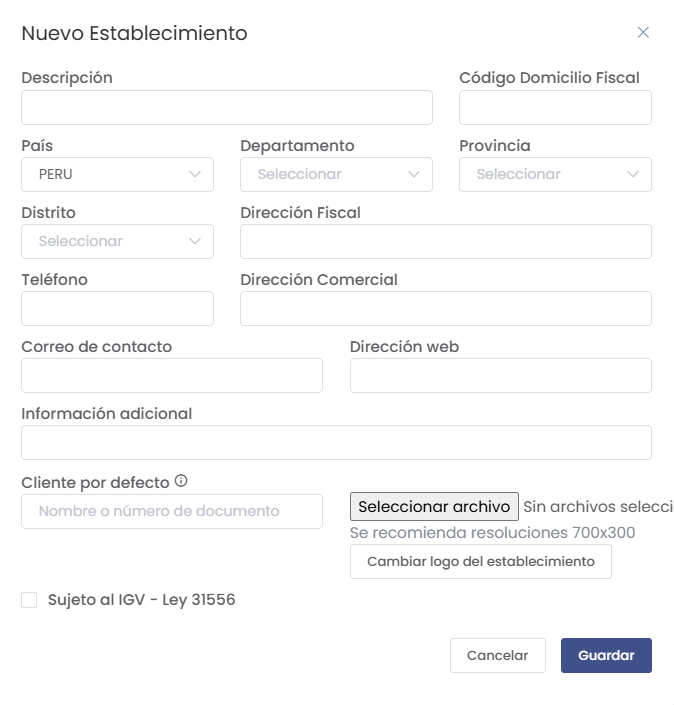 Nuevo Establecimiento
Descripción Código Domicilio Fiscal
País Departamento Provincia
PERU Seleccionar Seleccionar
Distrito Dirección Fiscal
Seleccionar
Teléfono Dirección Comercial
Correo de contacto Dirección web
Información adicional
Cliente por defecto
Nombre o número de documento
Seleccionar archivo Sin archivos selecci
Se recomienda resoluciones 700x300
Cambiar logo del establecimiento
Sujeto al IGV - Ley 31556
Cancelar Guardar